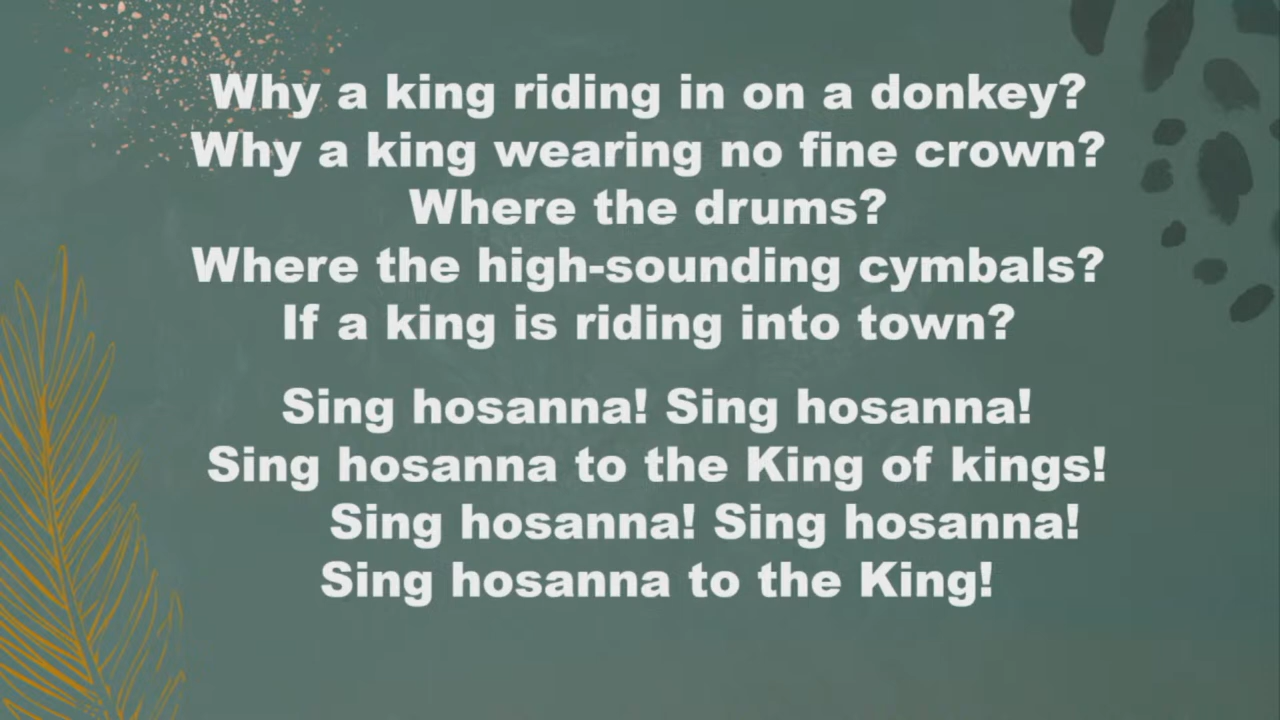 Why a king riding in on a donkey?
Why a king wearing no fine crown?
Where the drums?
Where the high-sounding cymbals?
If a king is riding into town?
Sing hosanna! Sing hosanna!
Sing hosanna to the King of kings!
Sing hosanna! Sing hosanna!
Sing hosanna to the King!